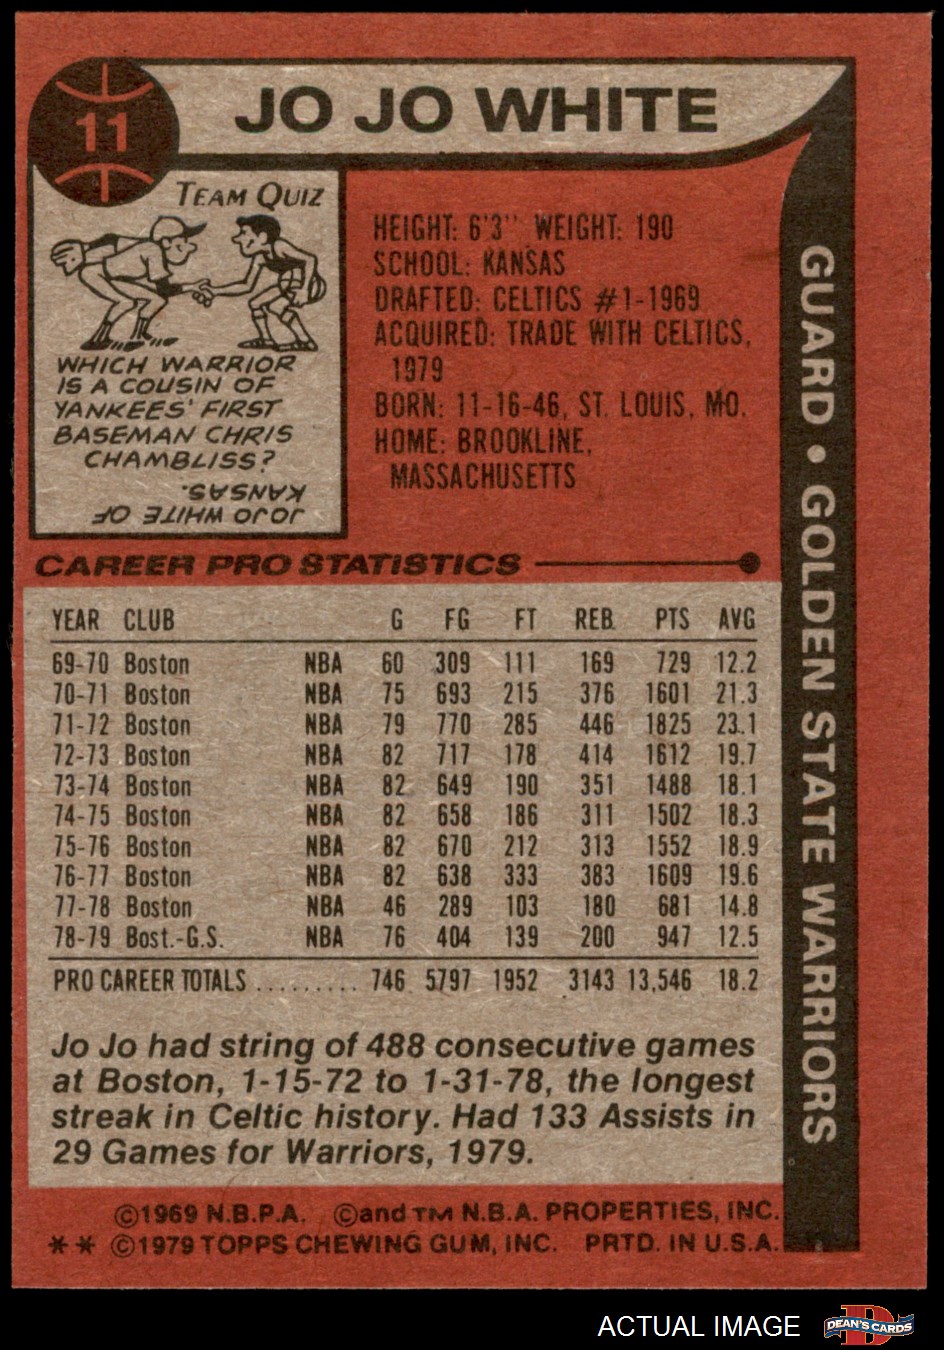 11
JO JO WHITE
TEAM QUIZ
WHICH WARRIOR
IS A COUSIN OF
YANKEES' FIRST
BASEMAN CHRIS
CHAMBLISS?
JOJO WHITE OF
KANSAS.
HEIGHT: 6'3" WEIGHT: 190
SCHOOL: KANSAS
DRAFTED: CELTICS #1-1969
ACQUIRED: TRADE WITH CELTICS,
1979
BORN: 11-16-46, ST. LOUIS, MO.
HOME: BROOKLINE,
MASSACHUSETTS
GUARD • GOLDEN STATE WARRIORS
CAREER PRO STATISTICS
YEAR CLUB G FG FT REB. PTS AVG
69-70 Boston NBA 60 309 111 169 729 12.2
70-71 Boston NBA 75 693 215 376 1601 21.3
71-72 Boston NBA 79 770 285 446 1825 23.1
72-73 Boston NBA 82 717 178 414 1612 19.7
73-74 Boston NBA 82 649 190 351 1488 18.1
74-75 Boston NBA 82 658 186 311 1502 18.3
75-76 Boston NBA 82 670 212 313 1552 18.9
76-77 Boston NBA 82 638 333 383 1609 19.6
77-78 Boston NBA 46 289 103 180 681 14.8
78-79 Bost.-G.S. NBA 76 404 139 200 947 12.5
PRO CAREER TOTALS ......... 746 5797 1952 3143 13,546 18.2
Jo Jo had string of 488 consecutive games
at Boston, 1-15-72 to 1-31-78, the longest
streak in Celtic history. Had 133 Assists in
29 Games for Warriors, 1979.
©1969 N.B.P.A. ©and TM N.B.A. PROPERTIES, INC.
** ©1979 TOPPS CHEWING GUM, INC. PRTD. IN U.S.A.
ACTUAL IMAGE
D
DEAN'S CARDS